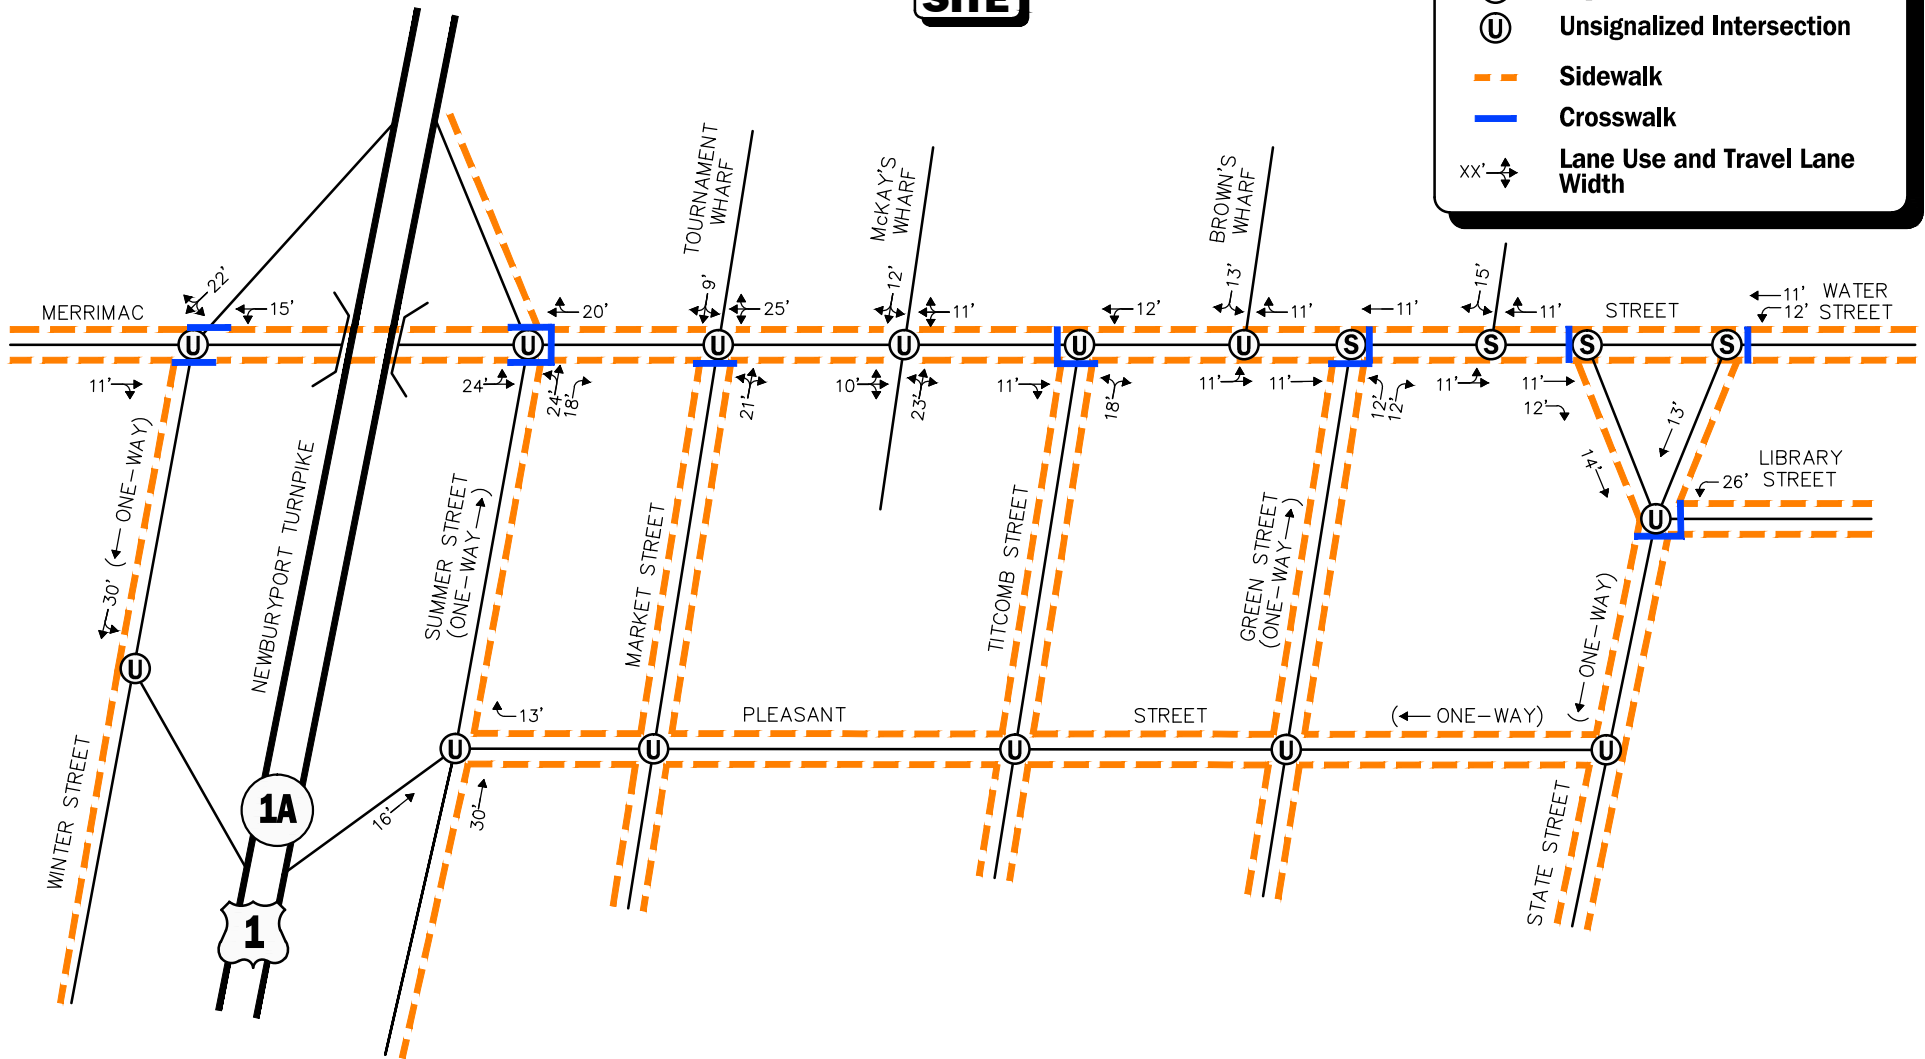 SITE
U
Unsignalized Intersection
Sidewalk
Crosswalk
XX'
Lane Use and Travel Lane
Width
TOURNAMENT
WHARF
McKAY'S
WHARF
BROWN'S
WHARF
MERRIMAC
22'
15'
20'
9'
25'
12'
11'
12'
13'
11'
11'
15'
11'
STREET
11'
12'
WATER
STREET
U
U
U
U
U
U
S
S
S
S
11'
24'
24'
18'
21'
10'
23'
11'
18'
11'
11'
12'
12'
11'
11'
12'
14'
13'
26'
LIBRARY
STREET
U
(← ONE-WAY)
30'
NEWBURYPORT TURNPIKE
SUMMER STREET
(ONE-WAY →)
MARKET STREET
TITCOMB STREET
GREEN STREET
(ONE-WAY →)
(← ONE-WAY)
U
13'
PLEASANT
STREET
(← ONE-WAY)
U
U
U
U
U
WINTER STREET
1A
16'
30'
STATE STREET
1